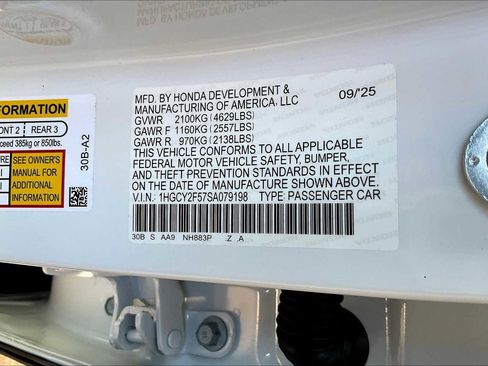 FORMATION
ONT 2
REAR 3
ceed 385kg or 850lbs.
SEE OWNER'S
MANUAL FOR
ADDITIONAL
INFORMATION
30B-A2
MFD. BY HONDA DEVELOPMENT & 09/'25
MANUFACTURING OF AMERICA, LLC
GVWR 2100KG (4629LBS)
GAWR F 1160KG (2557LBS)
GAWR R 970KG (2138LBS)
THIS VEHICLE CONFORMS TO ALL APPLICABLE
FEDERAL MOTOR VEHICLE SAFETY, BUMPER,
AND THEFT PREVENTION STANDARDS IN EFFECT
ON THE DATE OF MANUFACTURE SHOWN ABOVE.
V.I.N.: 1HGCY2F57SA079198 TYPE: PASSENGER CAR
30B S AA9 NH883P Z .A